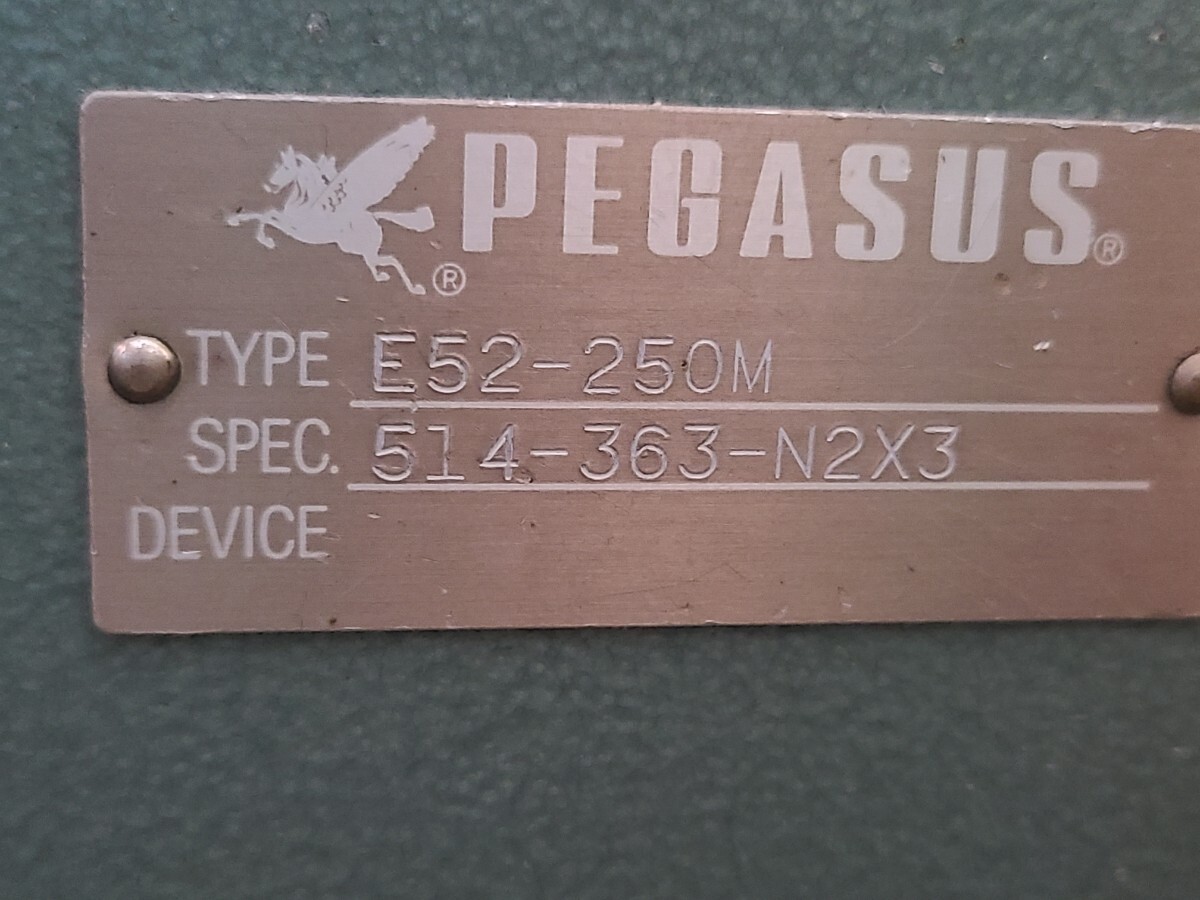 PEGASUS®
®
TYPE E52-250M
SPEC. 514-363-N2X3
DEVICE